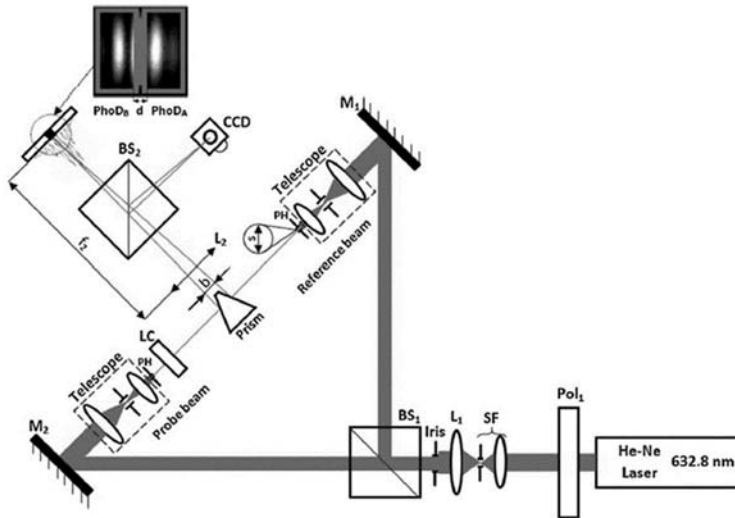 PhoD_B d PhoD_A
CCD
BS₂
M₁
Telescope
PH
s
Reference beam
f₂
L₂
b
Prism
LC
Telescope
PH
Probe beam
M₂
BS₁
Iris
L₁
SF
Pol₁
He-Ne
Laser
632.8 nm